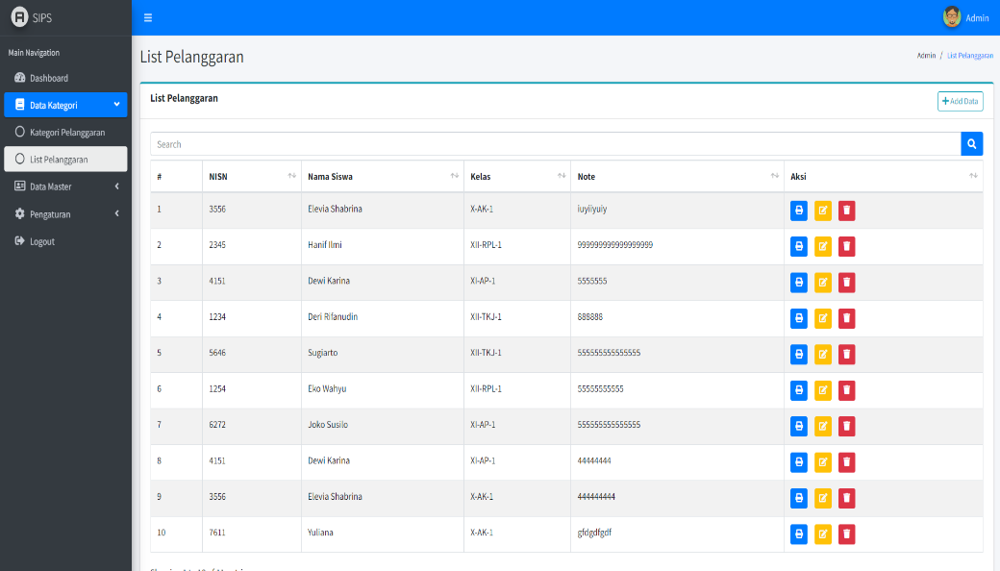 SIPS
Admin
Main Navigation
Dashboard
Data Kategori
Kategori Pelanggaran
List Pelanggaran
Data Master
Pengaturan
Logout
List Pelanggaran
Admin / List Pelanggaran
List Pelanggaran
Add Data
Search
# NISN Nama Siswa Kelas Note Aksi
1 3556 Elevia Shabrina X-AK-1 iuyiiyuiy
2 2345 Hanif Ilmi XII-RPL-1 999999999999999999
3 4151 Dewi Karina XI-AP-1 5555555
4 1234 Deri Rifanudin XII-TKJ-1 888888
5 5646 Sugiarto XII-TKJ-1 555555555555555
6 1254 Eko Wahyu XII-RPL-1 55555555555
7 6272 Joko Susilo XI-AP-1 555555555555555
8 4151 Dewi Karina XI-AP-1 44444444
9 3556 Elevia Shabrina X-AK-1 444444444
10 7611 Yuliana X-AK-1 gfdgdfgdf